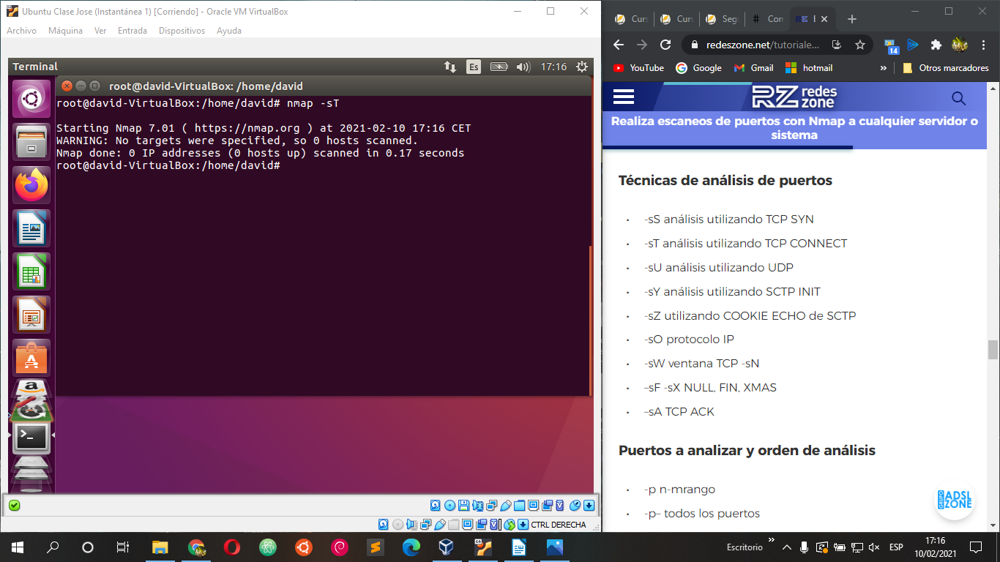 Ubuntu Clase Jose (Instantánea 1) [Corriendo] - Oracle VM VirtualBox
Archivo Máquina Ver Entrada Dispositivos Ayuda
Terminal
Es
17:16
root@david-VirtualBox: /home/david
root@david-VirtualBox:/home/david# nmap -sT
Starting Nmap 7.01 ( https://nmap.org ) at 2021-02-10 17:16 CET
WARNING: No targets were specified, so 0 hosts scanned.
Nmap done: 0 IP addresses (0 hosts up) scanned in 0.17 seconds
root@david-VirtualBox:/home/david#
CTRL DERECHA
Curs Curs Seg Con
redeszone.net/tutoriale...
14
YouTube Google Gmail hotmail » Otros marcadores
RZ redes zone
Realiza escaneos de puertos con Nmap a cualquier servidor o
sistema
Técnicas de análisis de puertos
• -sS análisis utilizando TCP SYN
• -sT análisis utilizando TCP CONNECT
• -sU análisis utilizando UDP
• -sY análisis utilizando SCTP INIT
• -sZ utilizando COOKIE ECHO de SCTP
• -sO protocolo IP
• -sW ventana TCP -sN
• –sF -sX NULL, FIN, XMAS
• –sA TCP ACK
Puertos a analizar y orden de análisis
• -p n-mrango
• -p– todos los puertos
GRUPO ADSL ZONE
Escritorio » ESP 17:16
10/02/2021